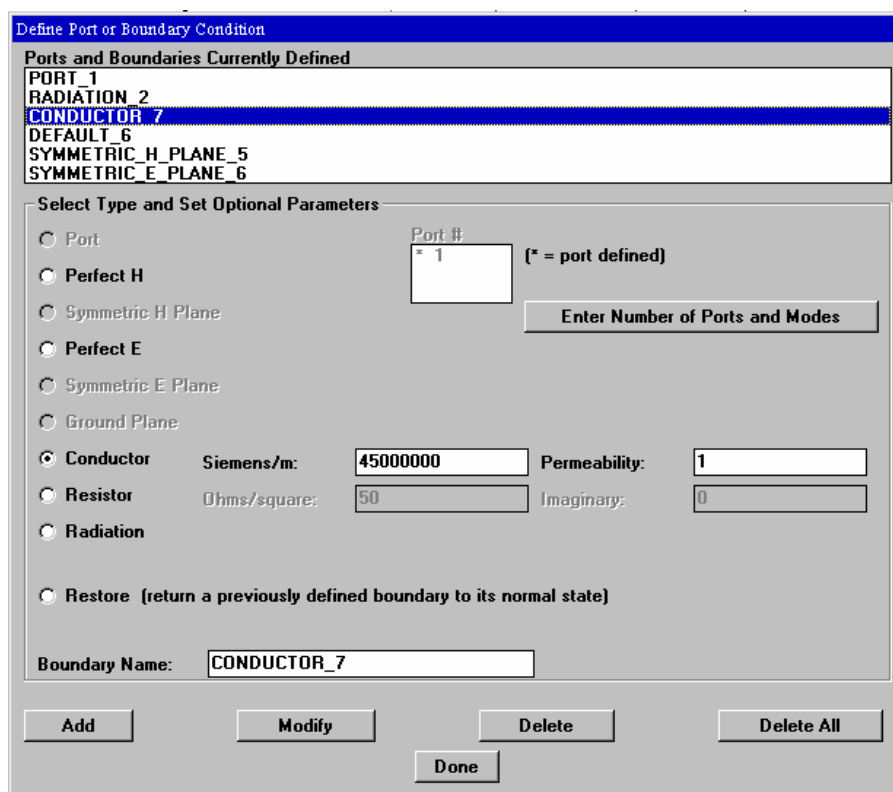 Define Port or Boundary Condition
Ports and Boundaries Currently Defined
PORT_1
RADIATION_2
CONDUCTOR_7
DEFAULT_6
SYMMETRIC_H_PLANE_5
SYMMETRIC_E_PLANE_6
Select Type and Set Optional Parameters
Port Port #
* 1 (* = port defined)
Perfect H
Symmetric H Plane Enter Number of Ports and Modes
Perfect E
Symmetric E Plane
Ground Plane
Conductor Siemens/m: 45000000 Permeability: 1
Resistor Ohms/square: 50 Imaginary: 0
Radiation
Restore (return a previously defined boundary to its normal state)
Boundary Name: CONDUCTOR_7
Add Modify Delete Delete All
Done